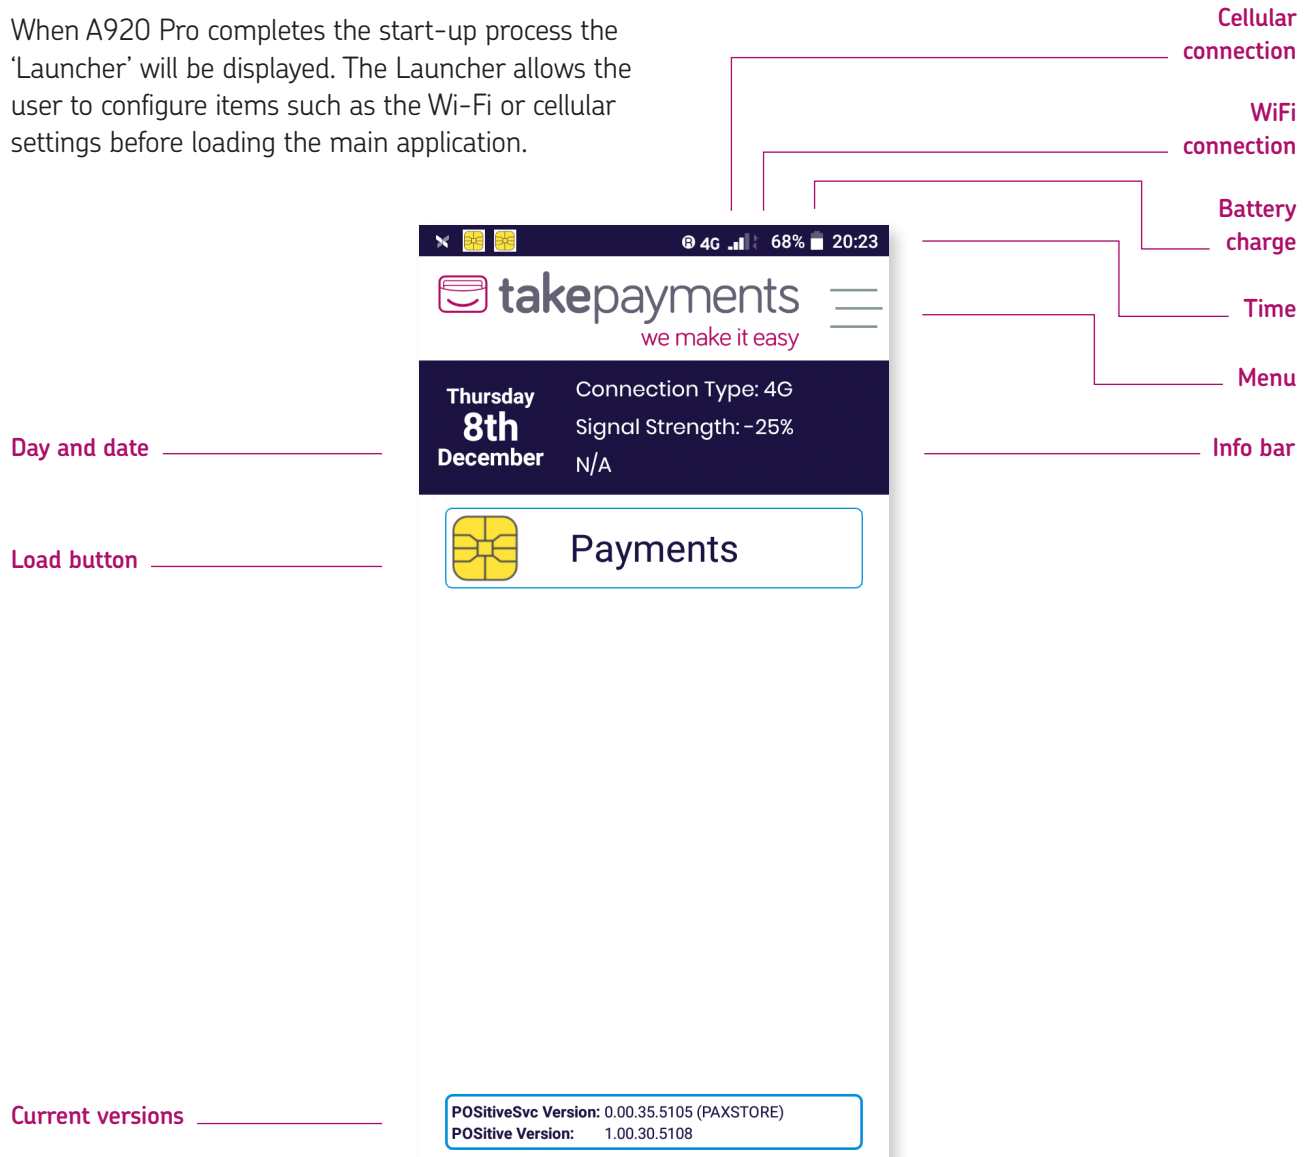 When A920 Pro completes the start-up process the
‘Launcher’ will be displayed. The Launcher allows the
user to configure items such as the Wi-Fi or cellular
settings before loading the main application.
Cellular
connection
WiFi
connection
Battery
charge
Time
Menu
Info bar
® 4G 68% 20:23
takepayments
we make it easy
Thursday
8th
December
Connection Type: 4G
Signal Strength: -25%
N/A
Day and date
Load button
Payments
Current versions
POSitiveSvc Version: 0.00.35.5105 (PAXSTORE)
POSitive Version: 1.00.30.5108